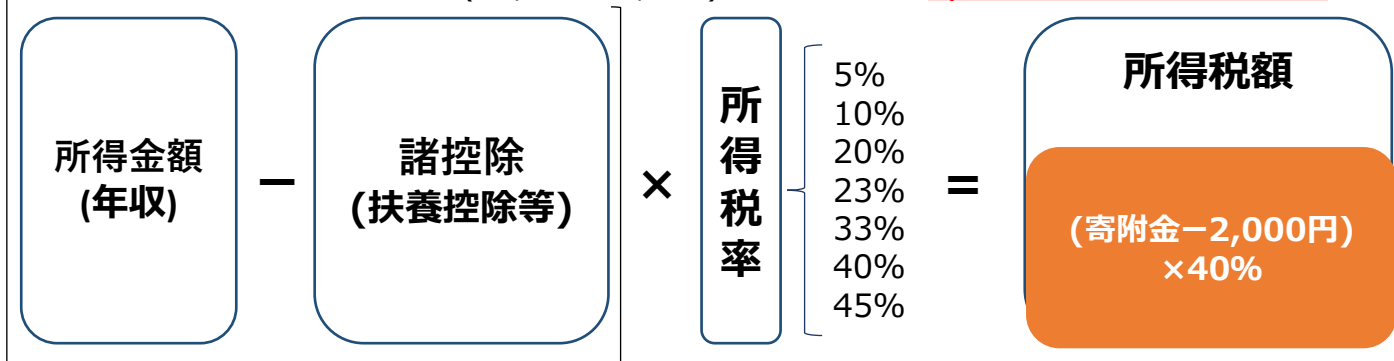 所得金額
(年収)
－
諸控除
(扶養控除等)
×
所得税率
5%
10%
20%
23%
33%
40%
45%
=
所得税額
(寄附金－2,000円)
×40%